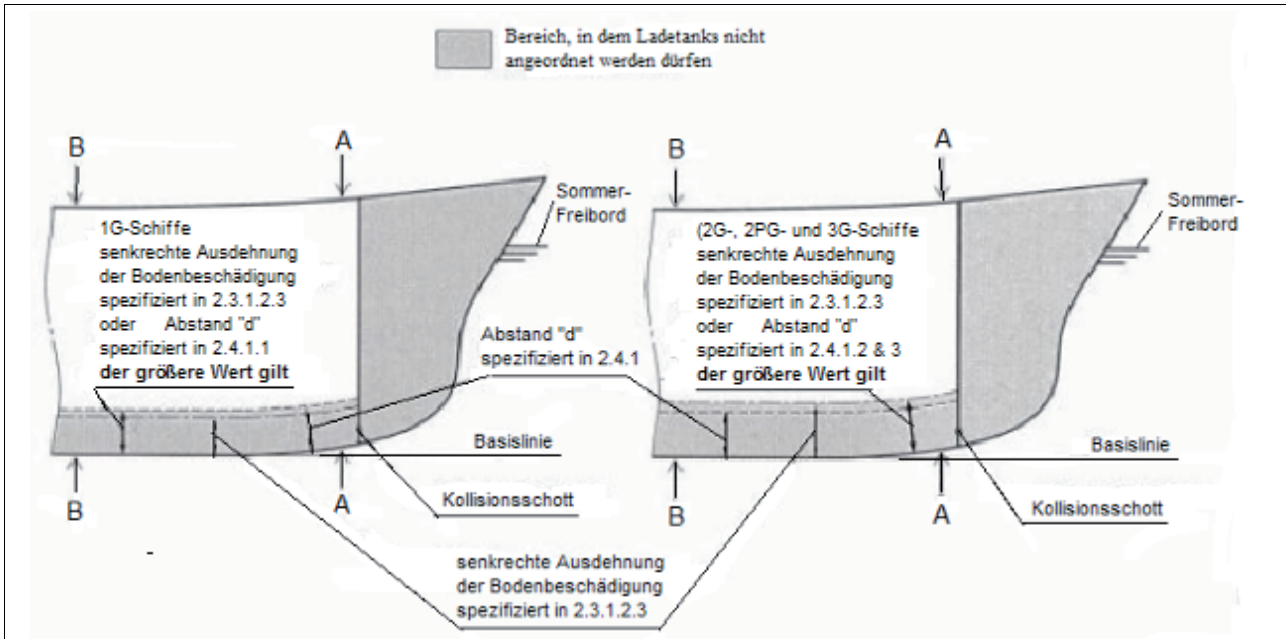 Bereich, in dem Ladetanks nicht
angeordnet werden dürfen
B
A
Sommer-
Freibord
1G-Schiffe
senkrechte Ausdehnung
der Bodenbeschädigung
spezifiziert in 2.3.1.2.3
oder Abstand "d"
spezifiziert in 2.4.1.1
der größere Wert gilt
Abstand "d"
spezifiziert in 2.4.1
Basislinie
B
A
Kollisionsschott
senkrechte Ausdehnung
der Bodenbeschädigung
spezifiziert in 2.3.1.2.3
B
A
Sommer-
Freibord
(2G-, 2PG- und 3G-Schiffe
senkrechte Ausdehnung
der Bodenbeschädigung
spezifiziert in 2.3.1.2.3
oder Abstand "d"
spezifiziert in 2.4.1.2 & 3
der größere Wert gilt
Basislinie
B
A
Kollisionsschott